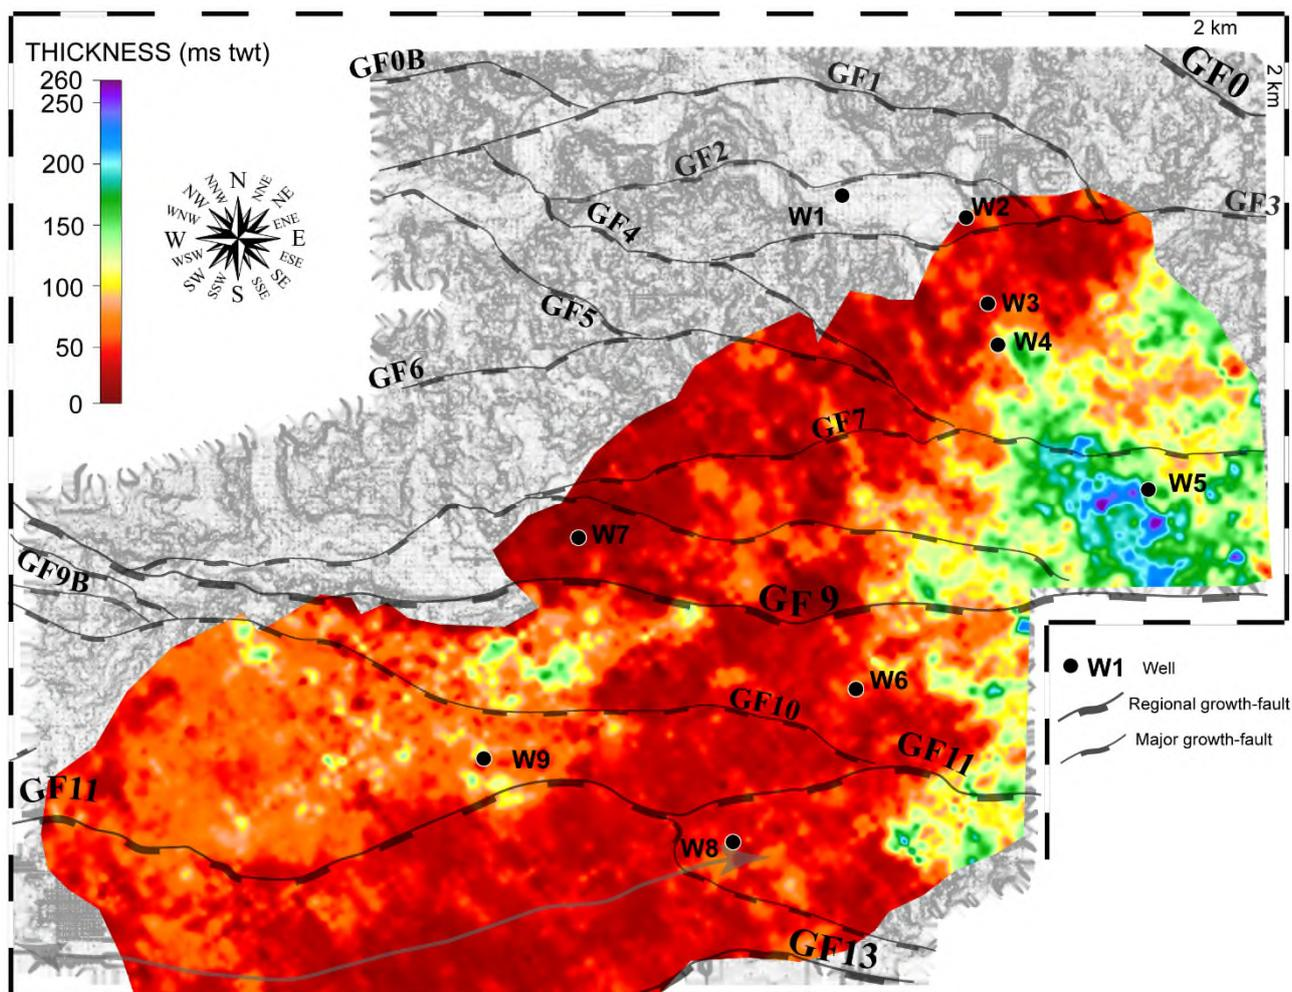 2 km
THICKNESS (ms twt)
GF0B
GF1
GF0
2 km
260
250
200
150
100
50
0
N
NNE
NE
ENE
E
ESE
SE
SSE
S
SSW
SW
WSW
W
WNW
NW
NNW
GF2
W1
W2
GF3
GF4
GF5
W3
W4
GF6
GF7
W5
W7
GF9B
GF 9
W6
GF10
GF11
W9
GF11
W8
GF13
W1 Well
Regional growth-fault
Major growth-fault